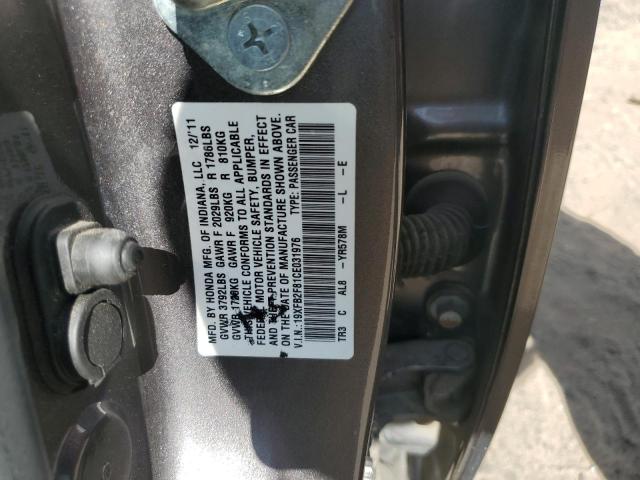 MFD. BY HONDA MFG. OF INDIANA, LLC 12/11
GVWR 3792LBS GAWR F 2029LBS R 1786LBS
GVWR 1720KG GAWR F 920KG R 810KG
THIS VEHICLE CONFORMS TO ALL APPLICABLE
FEDERAL MOTOR VEHICLE SAFETY, BUMPER,
AND THEFT PREVENTION STANDARDS IN EFFECT
ON THE DATE OF MANUFACTURE SHOWN ABOVE.
V.I.N.:19XFB2F81CE031976 TYPE: PASSENGER CAR
TR3 C AL8 –YR578M –L –E